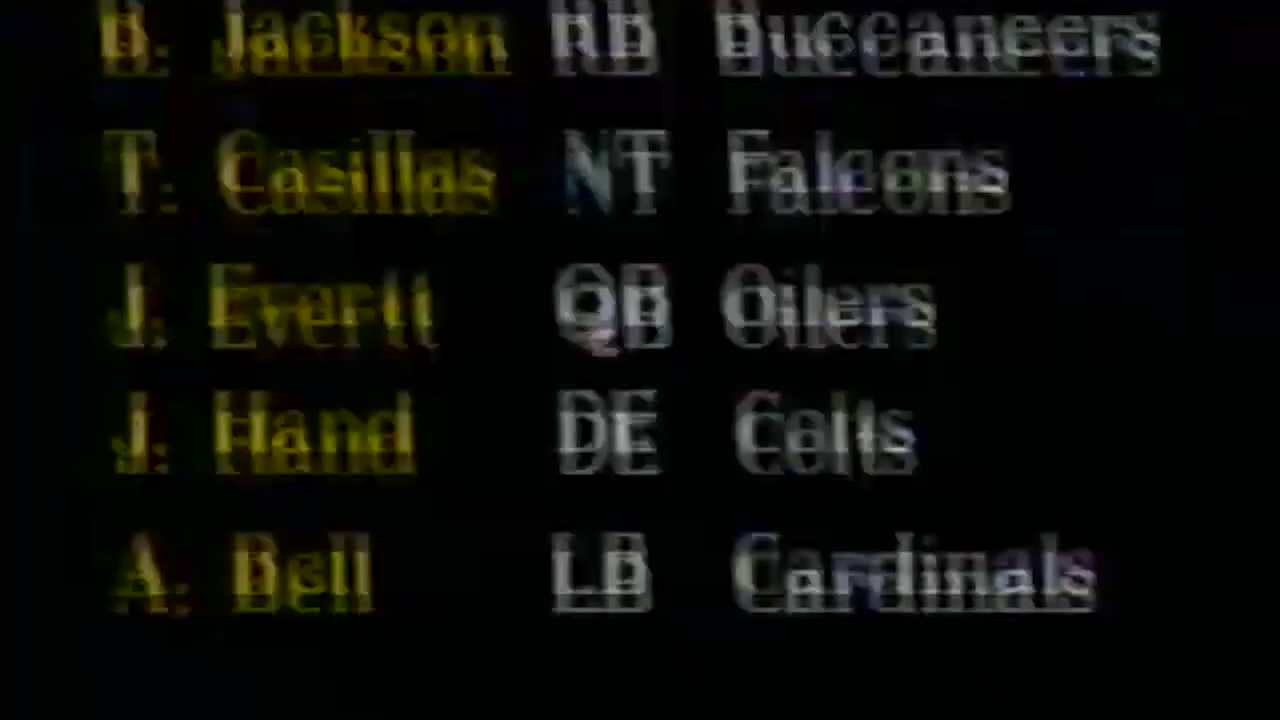 B. Jackson RB Buccaneers
T. Casillas NT Falcons
J. Evertt QB Oilers
J. Hand DE Colts
A. Bell LB Cardinals